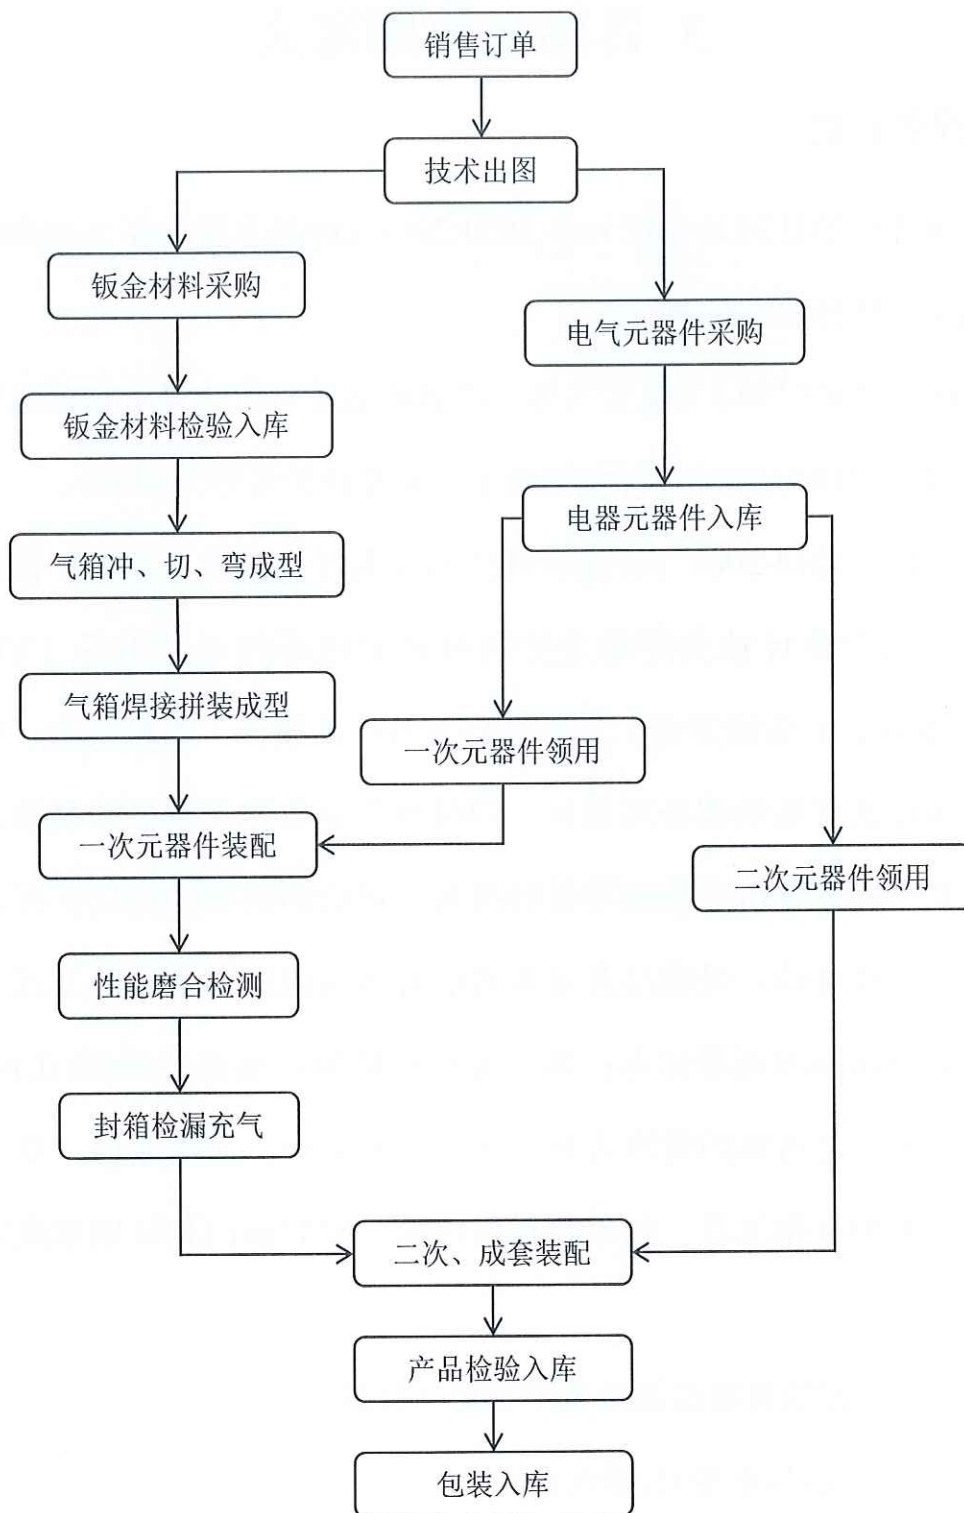 销售订单
技术出图
钣金材料采购
电气元器件采购
钣金材料检验入库
电器元器件入库
气箱冲、切、弯成型
气箱焊接拼装成型
一次元器件领用
一次元器件装配
二次元器件领用
性能磨合检测
封箱检漏充气
二次、成套装配
产品检验入库
包装入库